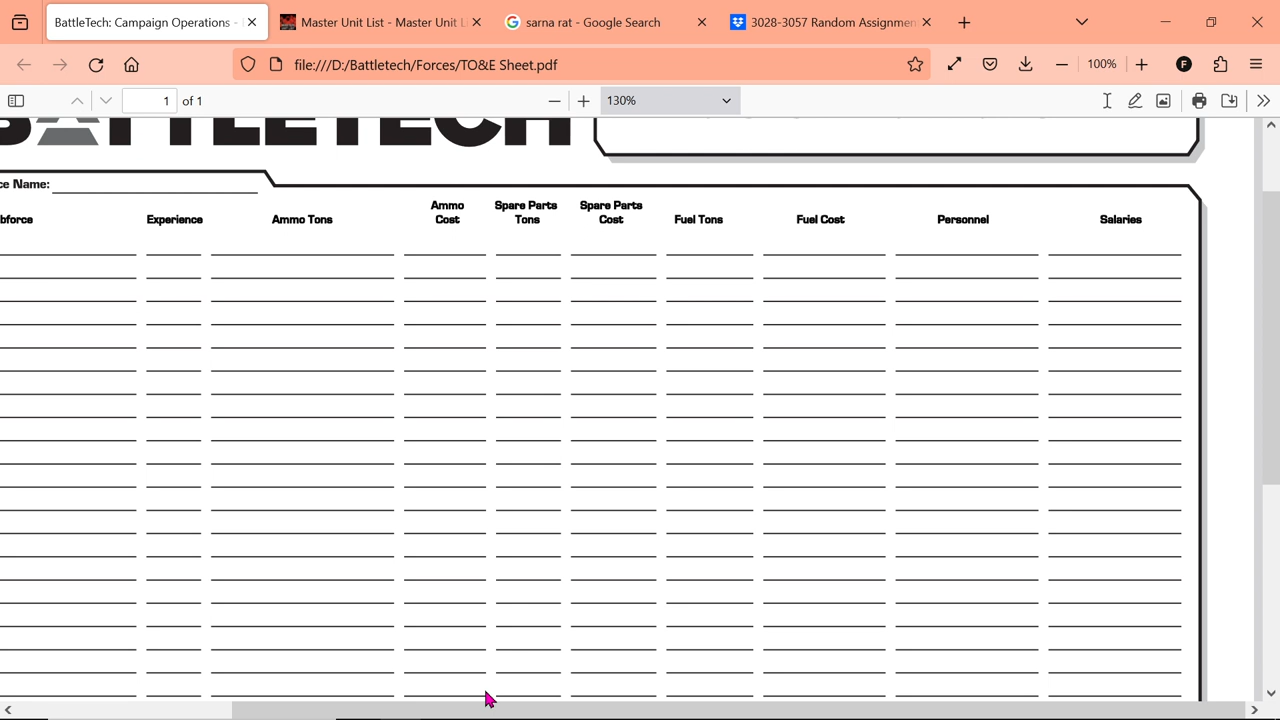 BattleTech: Campaign Operations -
Master Unit List - Master Unit L
sarna rat - Google Search
3028-3057 Random Assignmen
file:///D:/Battletech/Forces/TO&E Sheet.pdf
100%
1 of 1
130%
BATTLETECH
ce Name:
bforce
Experience
Ammo Tons
Ammo
Cost
Spare Parts
Tons
Spare Parts
Cost
Fuel Tons
Fuel Cost
Personnel
Salaries